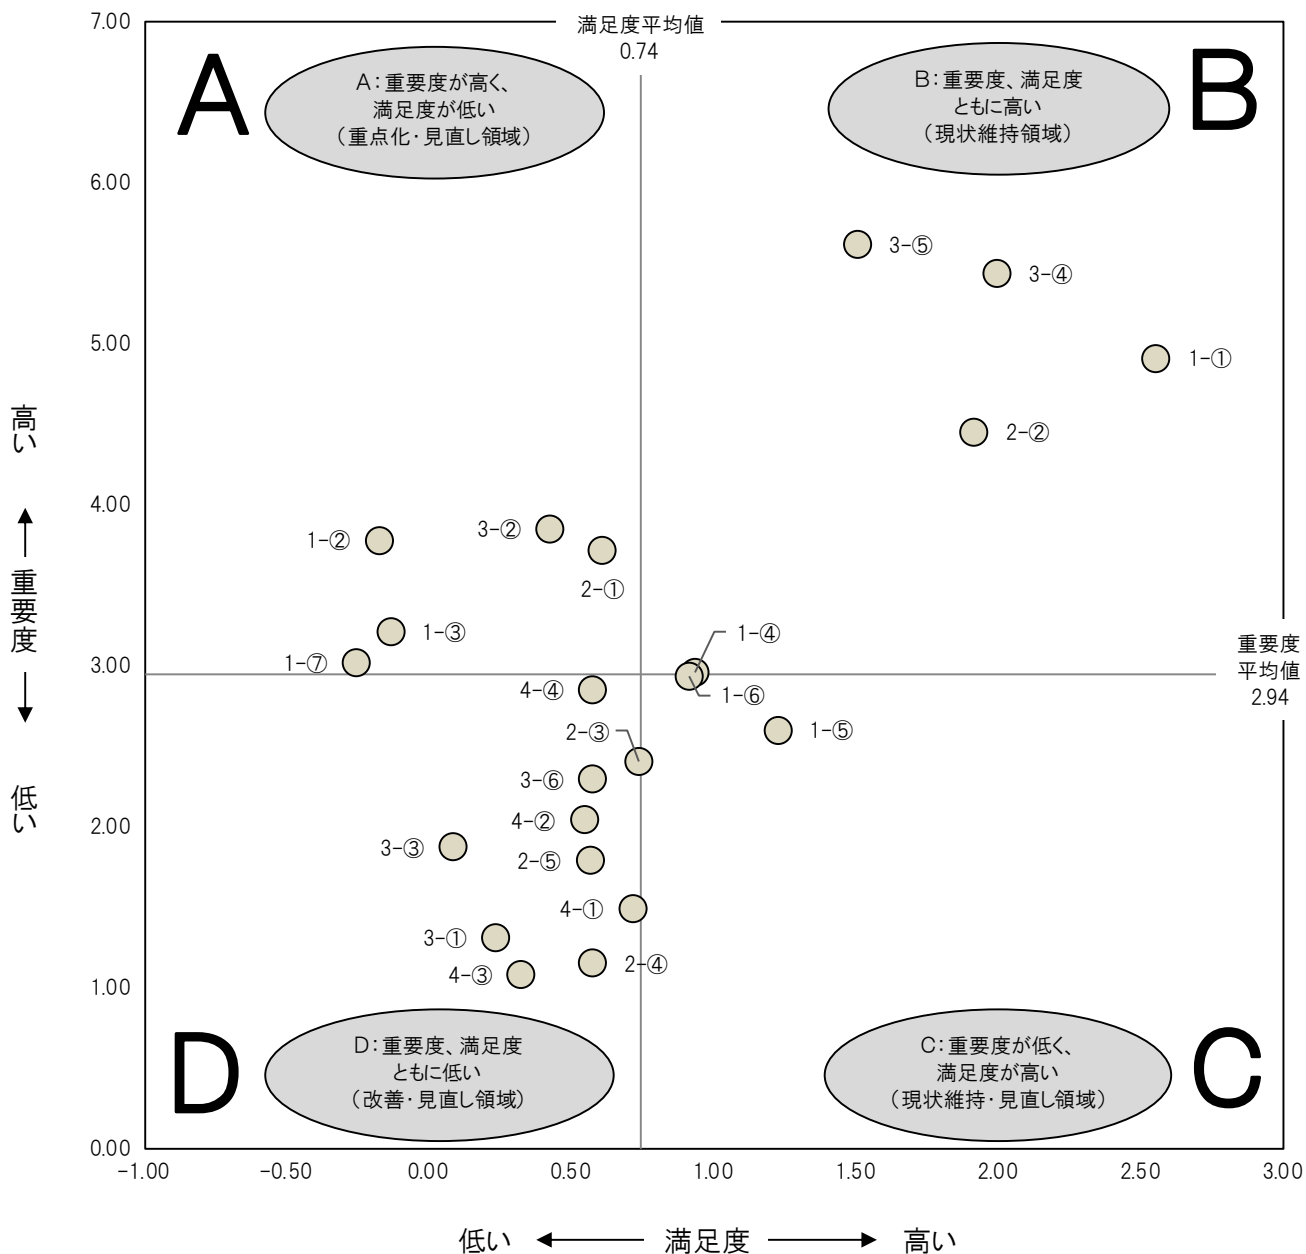 7.00
6.00
5.00
4.00
3.00
2.00
1.00
0.00
満足度平均値
0.74
A
A：重要度が高く、
満足度が低い
（重点化・見直し領域）
B：重要度、満足度
ともに高い
（現状維持領域）
B
3-⑤
3-④
1-①
2-②
1-②
3-②
2-①
1-③
1-④
1-⑦
重要度
平均値
2.94
4-④
1-⑥
2-③
1-⑤
3-⑥
4-②
3-③
2-⑤
4-①
3-①
2-④
4-③
D
D：重要度、満足度
ともに低い
（改善・見直し領域）
C：重要度が低く、
満足度が高い
（現状維持・見直し領域）
C
-1.00
-0.50
0.00
0.50
1.00
1.50
2.00
2.50
3.00
高い
重要度
低い
低い 満足度 高い